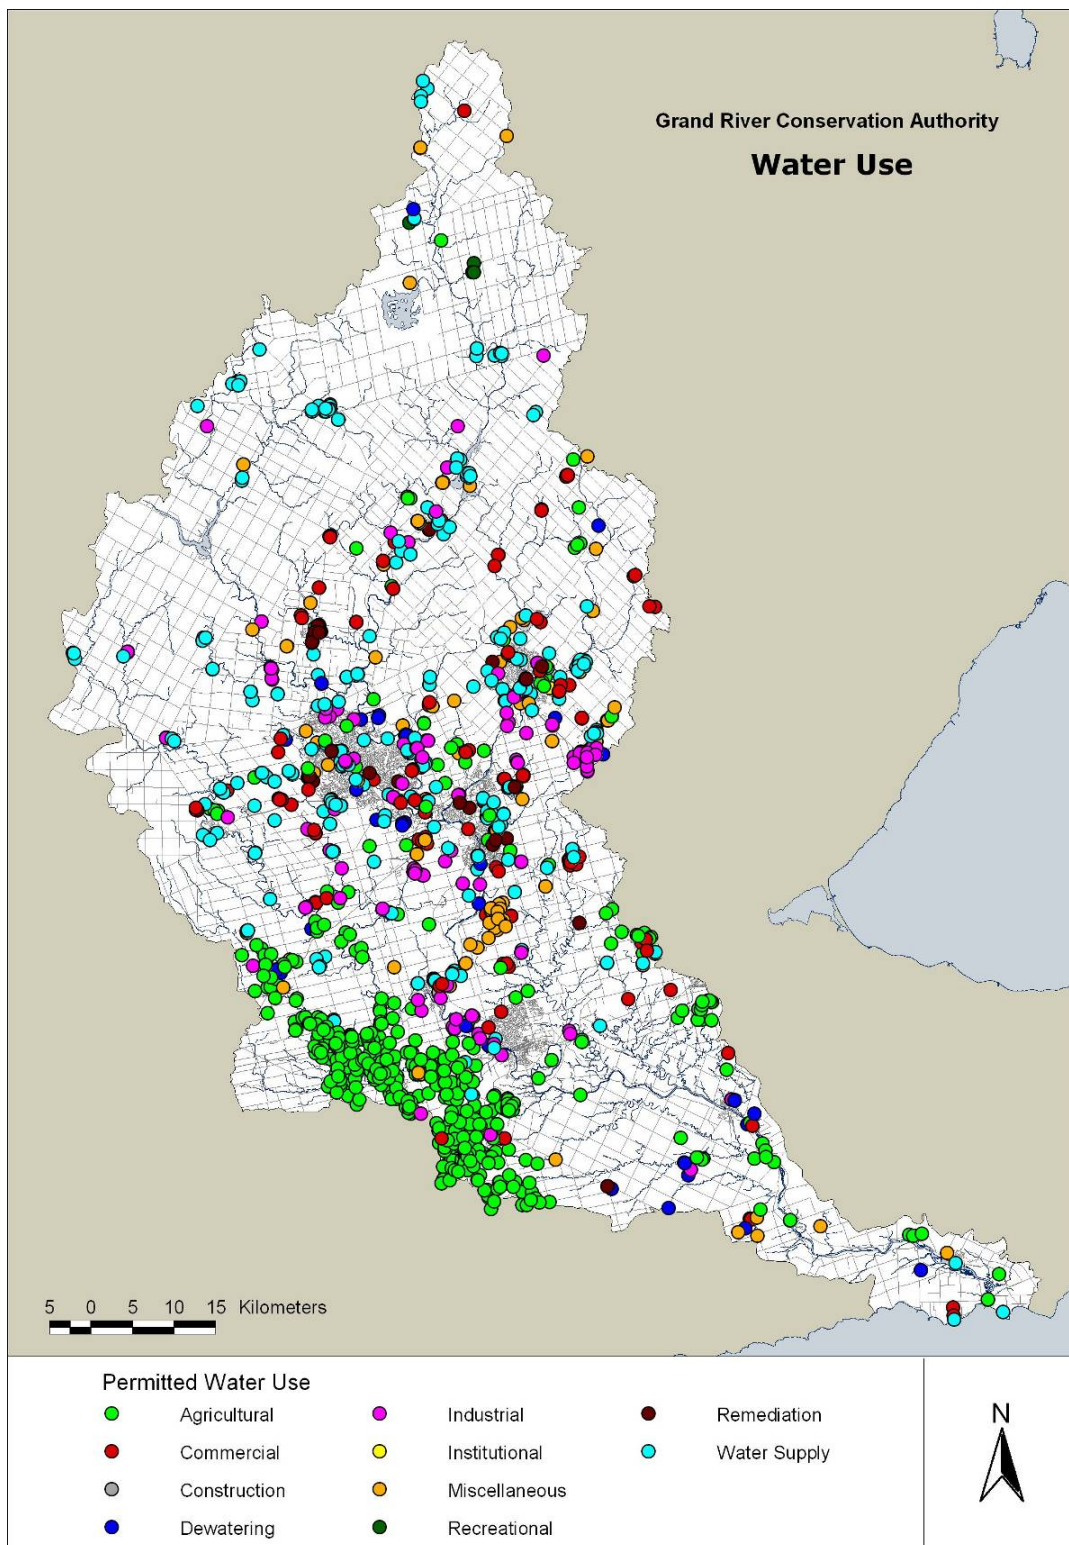 Grand River Conservation Authority
Water Use
5 0 5 10 15 Kilometers
Permitted Water Use
Agricultural Industrial Remediation
Commercial Institutional Water Supply
Construction Miscellaneous
Dewatering Recreational
N